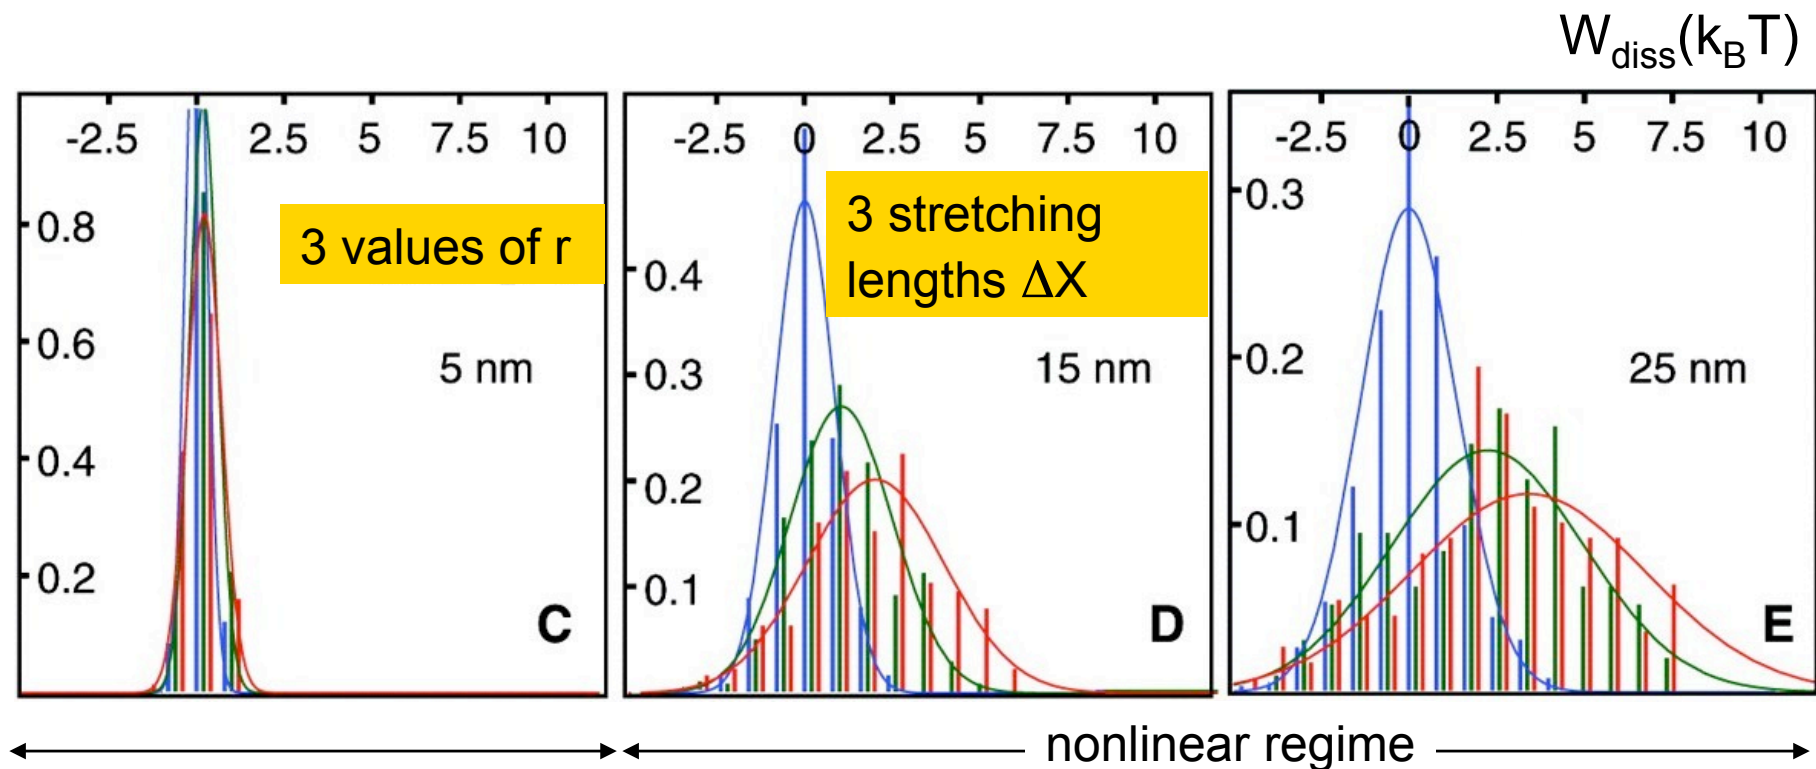 W_diss(k_BT)
-2.5 2.5 5 7.5 10
0.8
0.6
0.4
0.2
3 values of r
5 nm
C
-2.5 0 2.5 5 7.5 10
0.4
0.3
0.2
0.1
3 stretching
lengths ΔX
15 nm
D
-2.5 0 2.5 5 7.5 10
0.3
0.2
0.1
25 nm
E
nonlinear regime